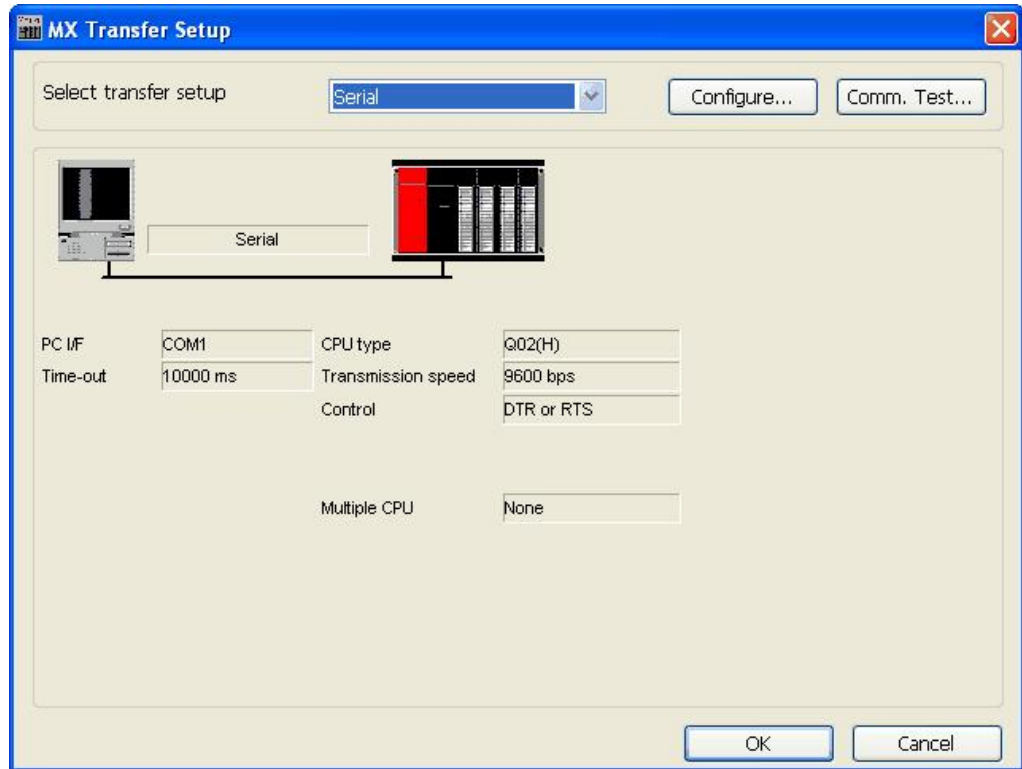 MX Transfer Setup
Select transfer setup Serial Configure... Comm. Test...
Serial
PC I/F COM1 CPU type Q02(H)
Time-out 10000 ms Transmission speed 9600 bps
Control DTR or RTS
Multiple CPU None
OK Cancel